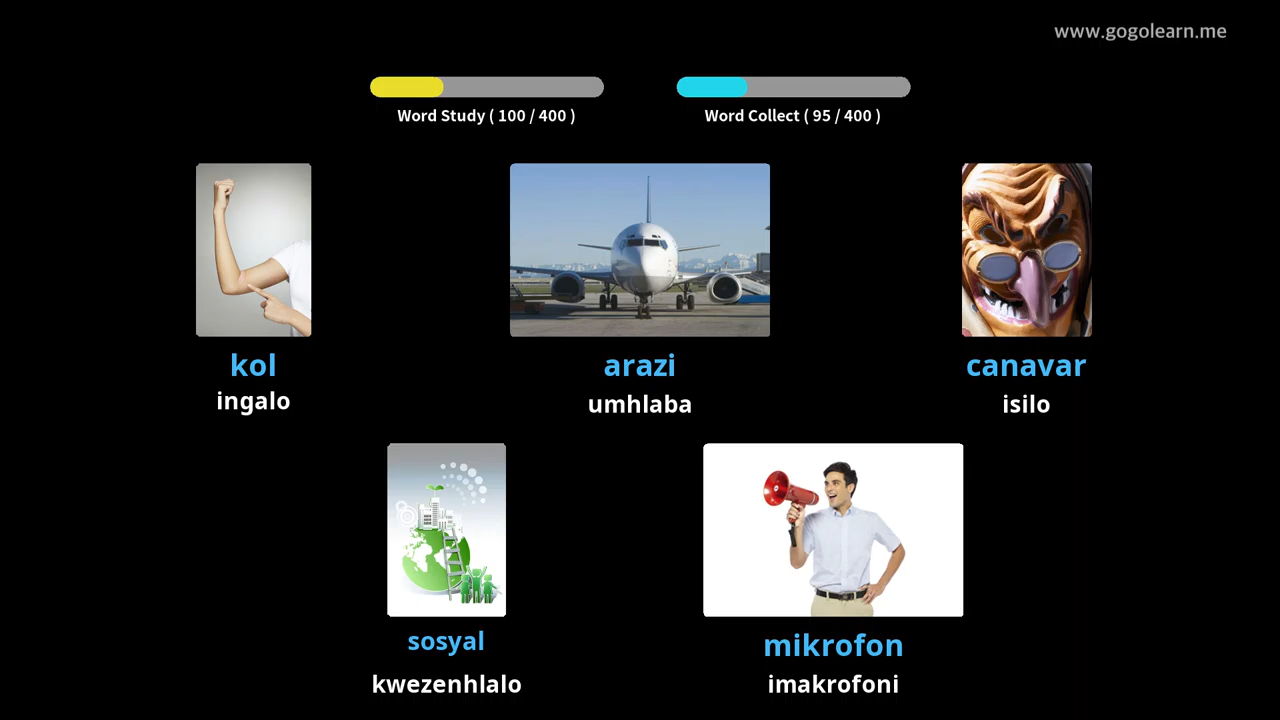 www.gogolearn.me
Word Study ( 100 / 400 )
Word Collect ( 95 / 400 )
kol
ingalo
arazi
umhlaba
canavar
isilo
sosyal
kwezenhlalo
mikrofon
imakrofoni